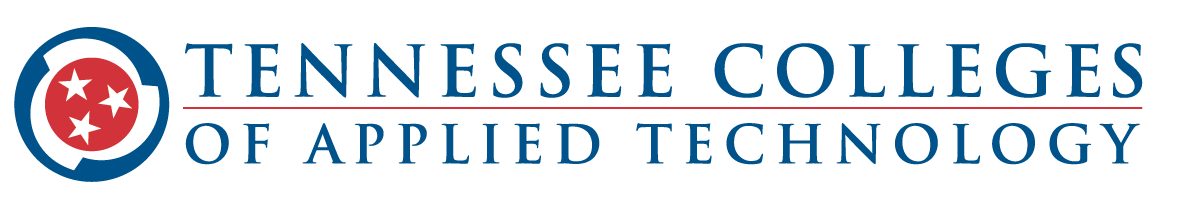 TENNESSEE COLLEGES
OF APPLIED TECHNOLOGY